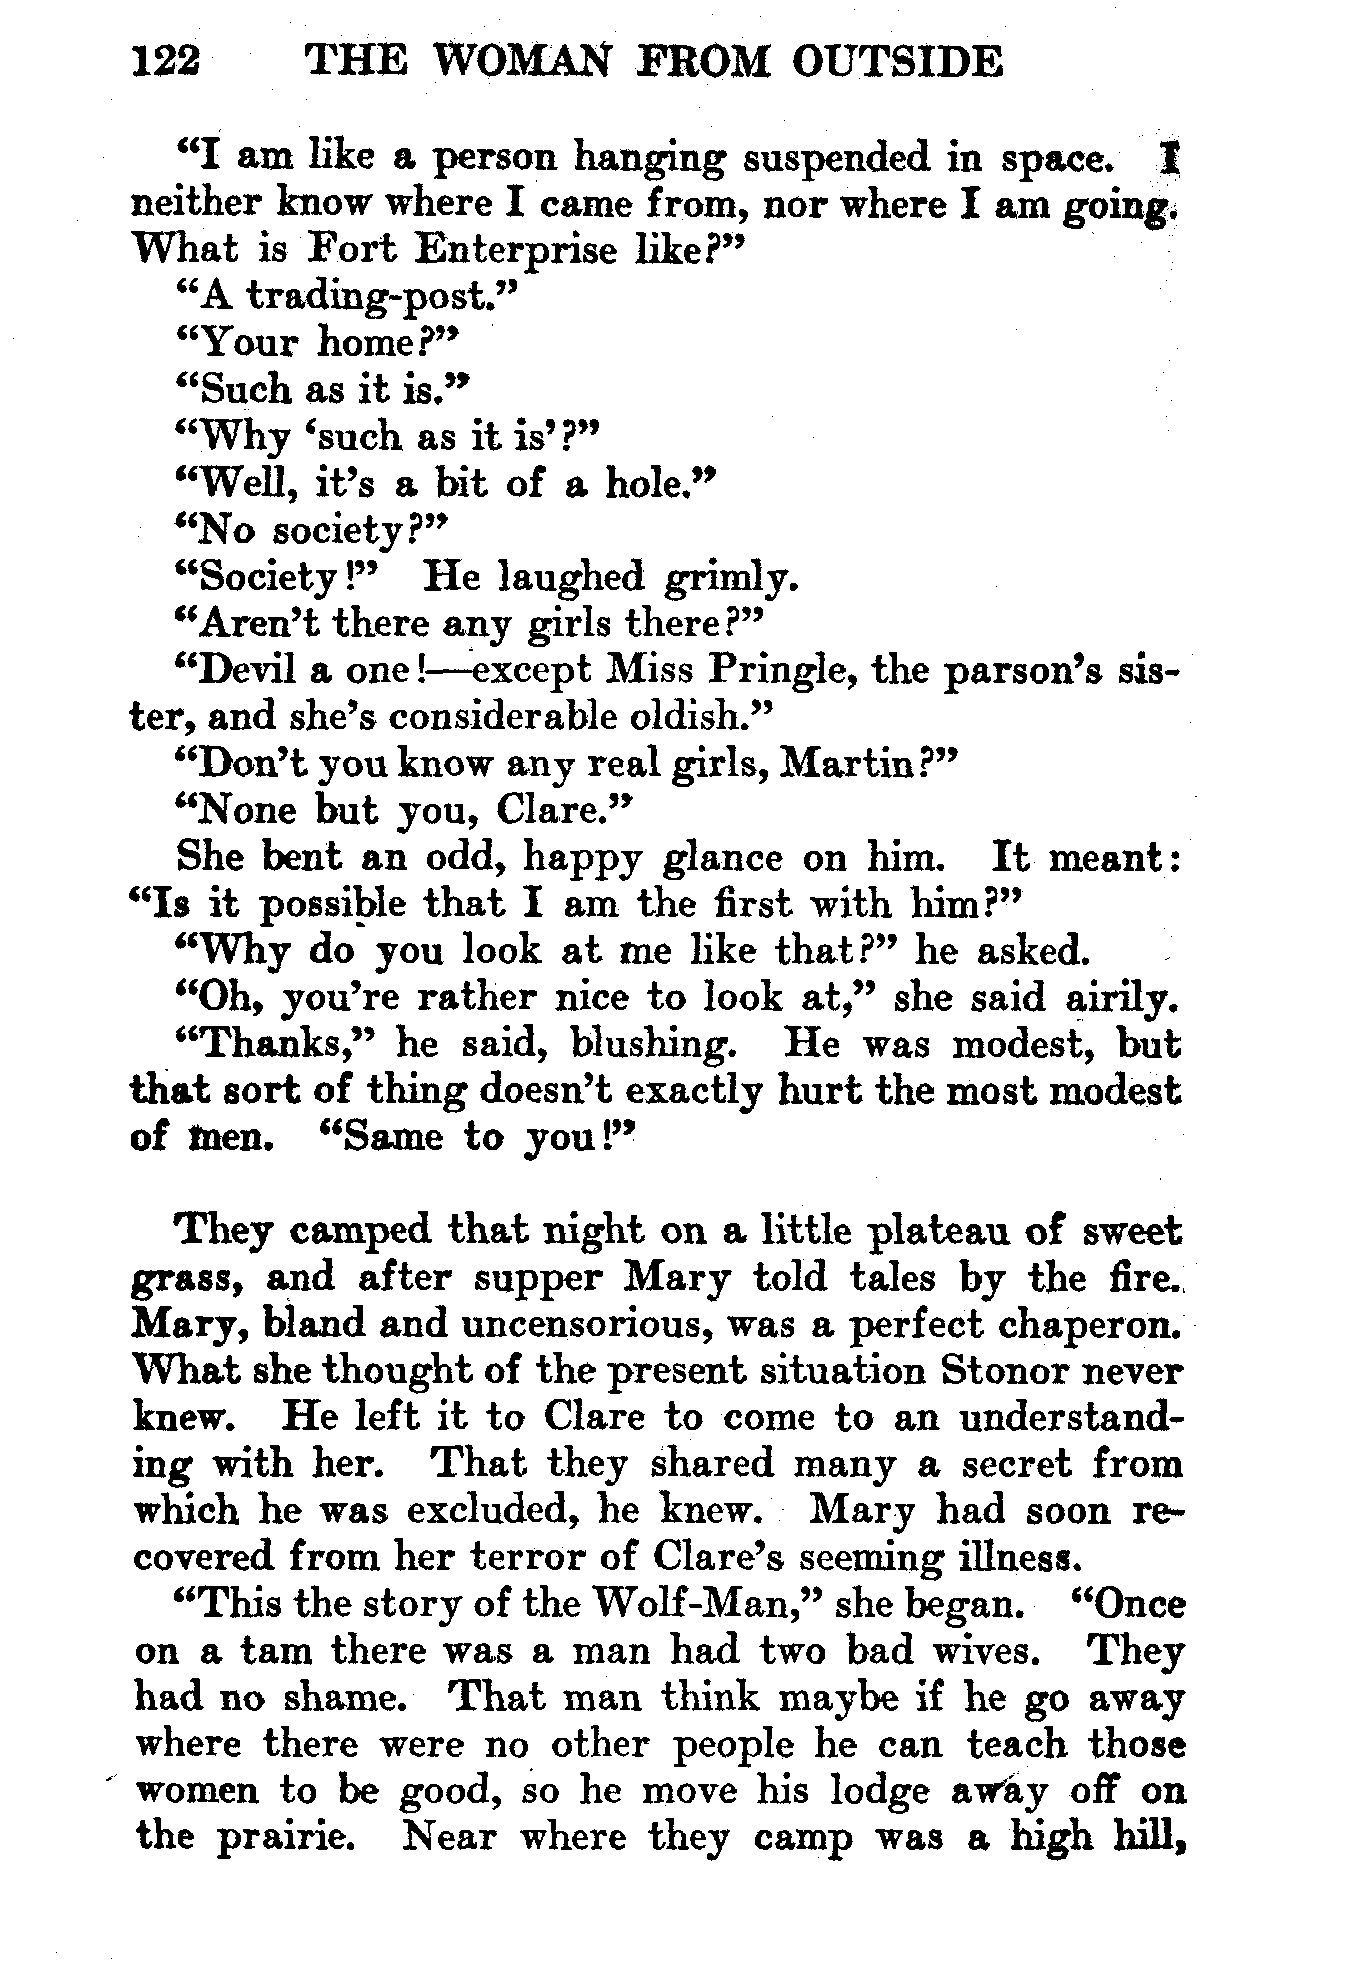 122 THE WOMAN FROM OUTSIDE
“I am like a person hanging suspended in space. I
neither know where I came from, nor where I am going.
What is Fort Enterprise like?”
“A trading-post.”
“Your home?”
“Such as it is.”
“Why ‘such as it is’?”
“Well, it’s a bit of a hole.”
“No society?”
“Society!” He laughed grimly.
“Aren’t there any girls there?”
“Devil a one!—except Miss Pringle, the parson’s sis-
ter, and she’s considerable oldish.”
“Don’t you know any real girls, Martin?”
“None but you, Clare.”
She bent an odd, happy glance on him. It meant:
“Is it possible that I am the first with him?”
“Why do you look at me like that?” he asked.
“Oh, you’re rather nice to look at,” she said airily.
“Thanks,” he said, blushing. He was modest, but
that sort of thing doesn’t exactly hurt the most modest
of men. “Same to you!”
They camped that night on a little plateau of sweet
grass, and after supper Mary told tales by the fire.
Mary, bland and uncensorious, was a perfect chaperon.
What she thought of the present situation Stonor never
knew. He left it to Clare to come to an understand-
ing with her. That they shared many a secret from
which he was excluded, he knew. Mary had soon re-
covered from her terror of Clare’s seeming illness.
“This the story of the Wolf-Man,” she began. “Once
on a tam there was a man had two bad wives. They
had no shame. That man think maybe if he go away
where there were no other people he can teach those
women to be good, so he move his lodge away off on
the prairie. Near where they camp was a high hill,